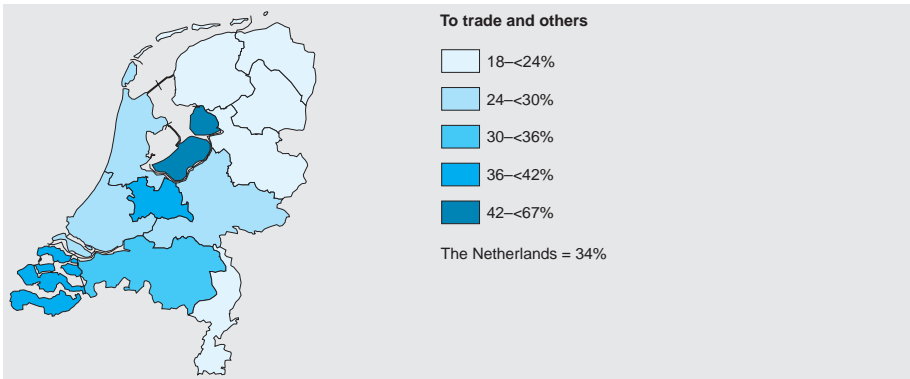 To trade and others
18–<24%
24–<30%
30–<36%
36–<42%
42–<67%
The Netherlands = 34%